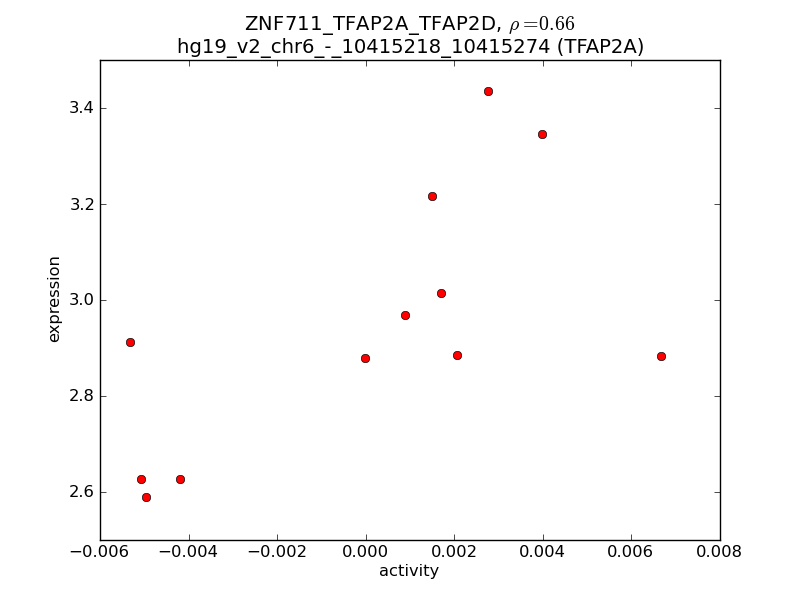 ZNF711_TFAP2A_TFAP2D, ρ=0.66
hg19_v2_chr6_-_10415218_10415274 (TFAP2A)
3.4
3.2
3.0
2.8
2.6
expression
−0.006 −0.004 −0.002 0.000 0.002 0.004 0.006 0.008
activity